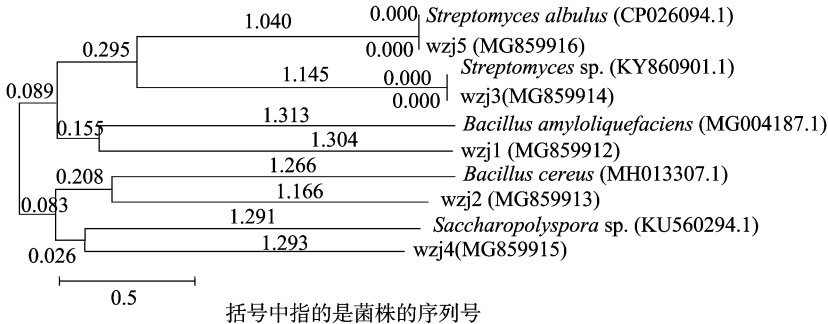 1.040
0.000
Streptomyces albulus (CP026094.1)
0.295
0.000
wzj5 (MG859916)
1.145
0.000
Streptomyces sp. (KY860901.1)
0.089
0.000
wzj3(MG859914)
1.313
Bacillus amyloliquefaciens (MG004187.1)
0.155
1.304
wzj1 (MG859912)
1.266
Bacillus cereus (MH013307.1)
0.208
1.166
wzj2 (MG859913)
0.083
1.291
Saccharopolyspora sp. (KU560294.1)
0.026
1.293
wzj4(MG859915)
0.5
括号中指的是菌株的序列号